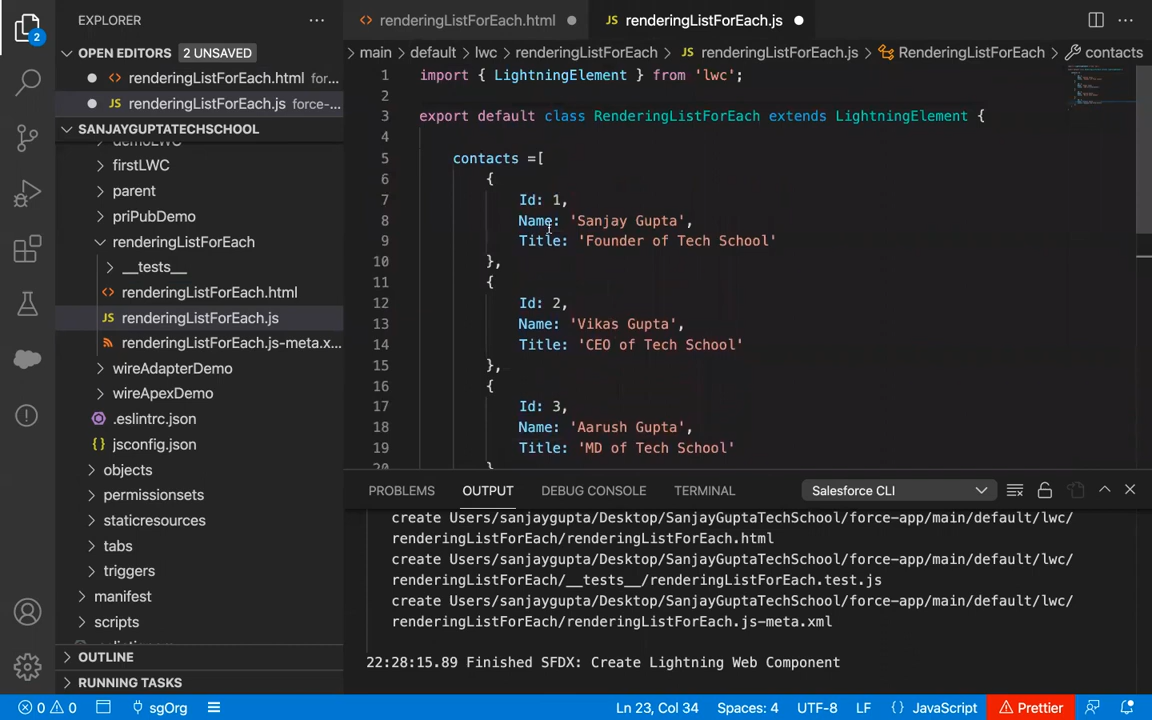 EXPLORER
OPEN EDITORS 2 UNSAVED
renderingListForEach.html for...
JS renderingListForEach.js force-...
SANJAYGUPTATECHSCHOOL
firstLWC
parent
priPubDemo
renderingListForEach
__tests__
renderingListForEach.html
JS renderingListForEach.js
renderingListForEach.js-meta.x...
wireAdapterDemo
wireApexDemo
.eslintrc.json
{} jsconfig.json
objects
permissionsets
staticresources
tabs
triggers
manifest
scripts
OUTLINE
RUNNING TASKS
2
renderingListForEach.html
JS renderingListForEach.js
main > default > lwc > renderingListForEach > JS renderingListForEach.js > RenderingListForEach > contacts
1 import { LightningElement } from 'lwc';
2
3 export default class RenderingListForEach extends LightningElement {
4
5 contacts =[
6 {
7 Id: 1,
8 Name: 'Sanjay Gupta',
9 Title: 'Founder of Tech School'
10 },
11 {
12 Id: 2,
13 Name: 'Vikas Gupta',
14 Title: 'CEO of Tech School'
15 },
16 {
17 Id: 3,
18 Name: 'Aarush Gupta',
19 Title: 'MD of Tech School'
20 }
PROBLEMS OUTPUT DEBUG CONSOLE TERMINAL Salesforce CLI
create Users/sanjaygupta/Desktop/SanjayGuptaTechSchool/force-app/main/default/lwc/
renderingListForEach/renderingListForEach.html
create Users/sanjaygupta/Desktop/SanjayGuptaTechSchool/force-app/main/default/lwc/
renderingListForEach/__tests__/renderingListForEach.test.js
create Users/sanjaygupta/Desktop/SanjayGuptaTechSchool/force-app/main/default/lwc/
renderingListForEach/renderingListForEach.js-meta.xml
22:28:15.89 Finished SFDX: Create Lightning Web Component
0 0 sgOrg Ln 23, Col 34 Spaces: 4 UTF-8 LF {} JavaScript Prettier